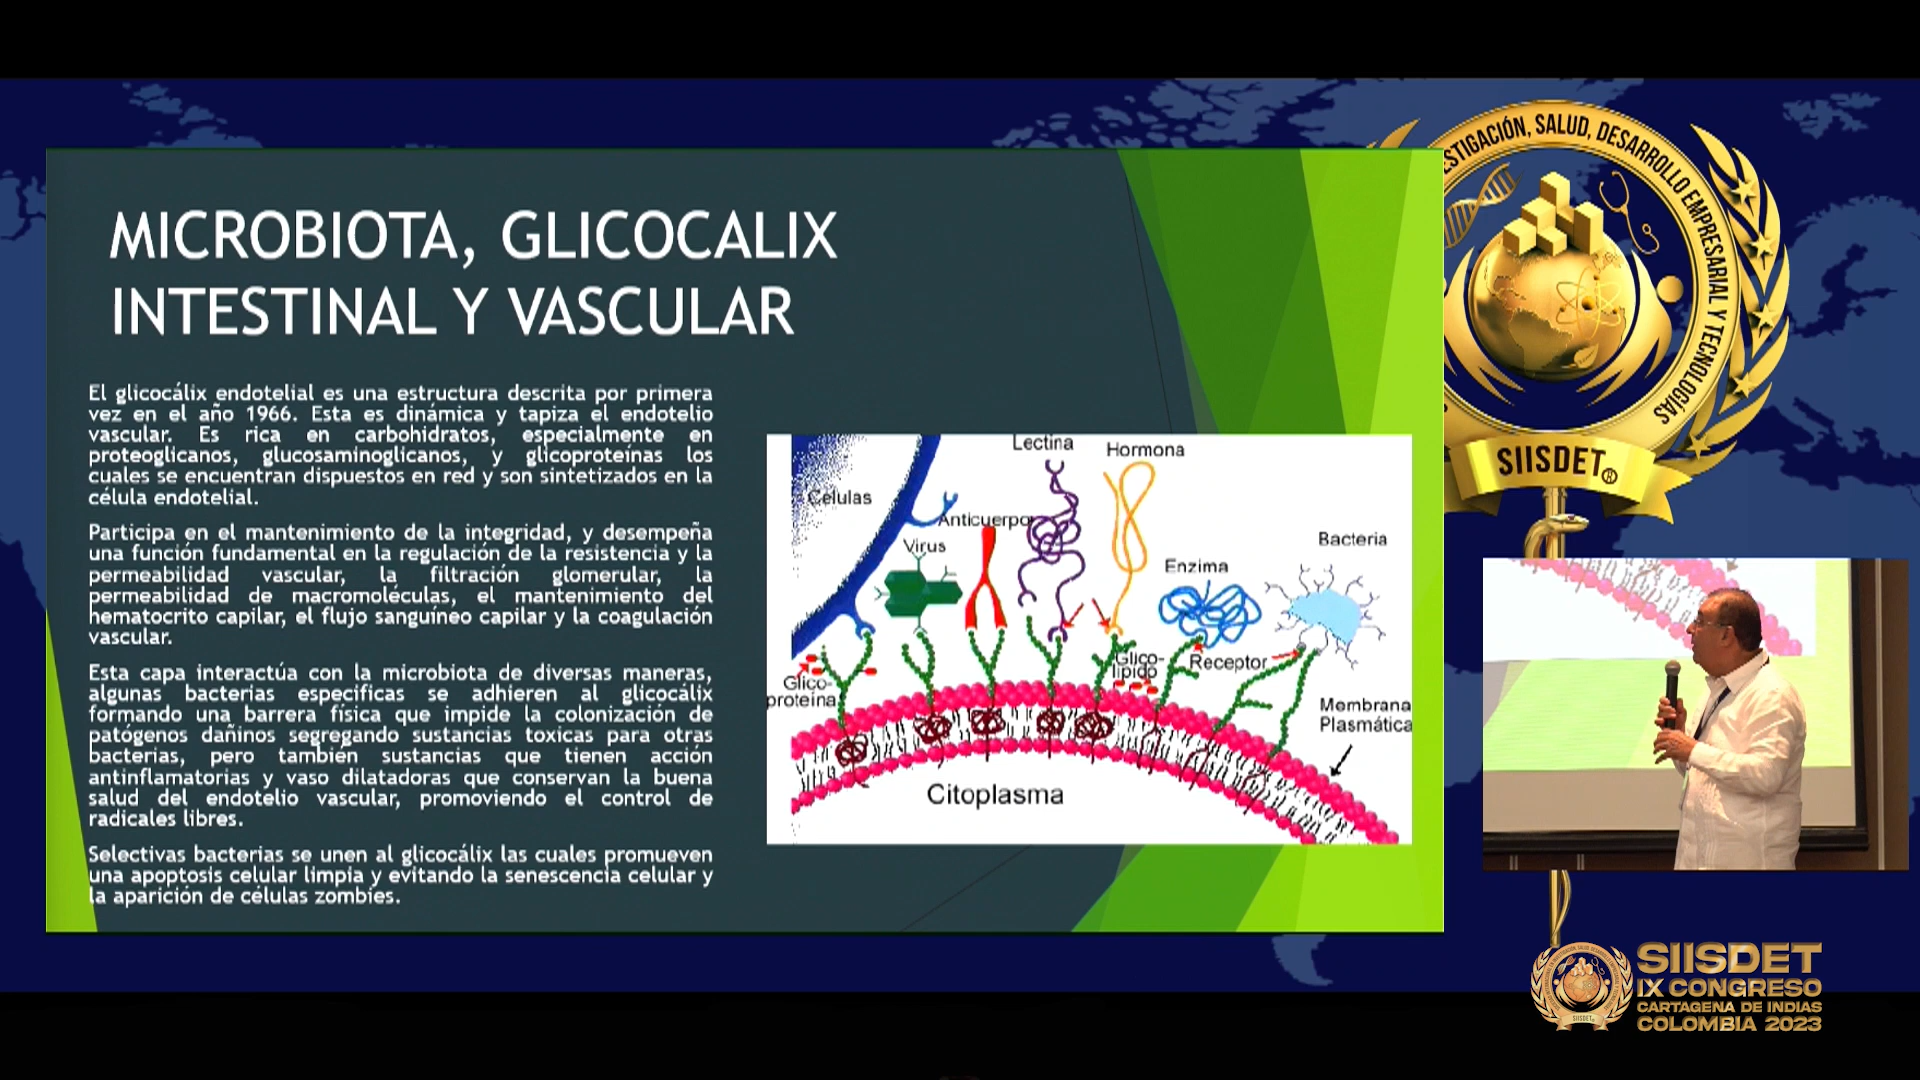 MICROBIOTA, GLICOCALIX
INTESTINAL Y VASCULAR
El glicocálix endotelial es una estructura descrita por primera
vez en el año 1966. Esta es dinámica y tapiza el endotelio
vascular. Es rica en carbohidratos, especialmente en
proteoglicanos, glucosaminoglicanos, y glicoproteínas los
cuales se encuentran dispuestos en red y son sintetizados en la
célula endotelial.
Participa en el mantenimiento de la integridad, y desempeña
una función fundamental en la regulación de la resistencia y la
permeabilidad vascular, la filtración glomerular, la
permeabilidad de macromoléculas, el mantenimiento del
hematocrito capilar, el flujo sanguíneo capilar y la coagulación
vascular.
Esta capa interactúa con la microbiota de diversas maneras,
algunas bacterias especificas se adhieren al glicocálix
formando una barrera física que impide la colonización de
patógenos dañinos segregando sustancias toxicas para otras
bacterias, pero también sustancias que tienen acción
antinflamatorias y vaso dilatadoras que conservan la buena
salud del endotelio vascular, promoviendo el control de
radicales libres.
Selectivas bacterias se unen al glicocálix las cuales promueven
una apoptosis celular limpia y evitando la senescencia celular y
la aparición de células zombies.
Lectina
Hormona
Células
Anticuerpo
Virus
Bacteria
Enzima
Glico-
proteína
Glico-
lípido
Receptor
Membrana
Plasmática
Citoplasma
STIGACIÓN, SALUD, DESARROLLO EMPRESARIAL Y TECNOLOGÍAS
SIISDET®
SIISDET
IX CONGRESO
CARTAGENA DE INDIAS
COLOMBIA 2023
SIISDET